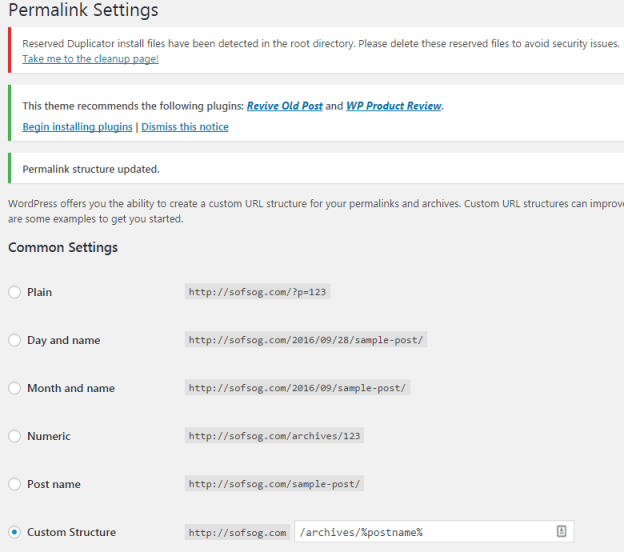 Permalink Settings
Reserved Duplicator install files have been detected in the root directory. Please delete these reserved files to avoid security issues.
Take me to the cleanup page!
This theme recommends the following plugins: Revive Old Post and WP Product Review.
Begin installing plugins | Dismiss this notice
Permalink structure updated.
WordPress offers you the ability to create a custom URL structure for your permalinks and archives. Custom URL structures can improve
are some examples to get you started.
Common Settings
Plain http://sofsog.com/?p=123
Day and name http://sofsog.com/2016/09/28/sample-post/
Month and name http://sofsog.com/2016/09/sample-post/
Numeric http://sofsog.com/archives/123
Post name http://sofsog.com/sample-post/
Custom Structure http://sofsog.com /archives/%postname%